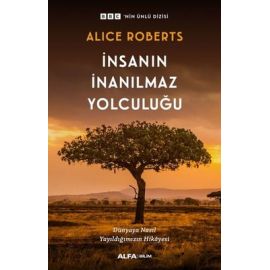 BBC 'NİN ÜNLÜ DİZİSİ
ALICE ROBERTS
İNSANIN
İNANILMAZ
YOLCULUĞU
Dünyaya Nasıl
Yayıldığımızın Hikâyesi
ALFA BİLİM